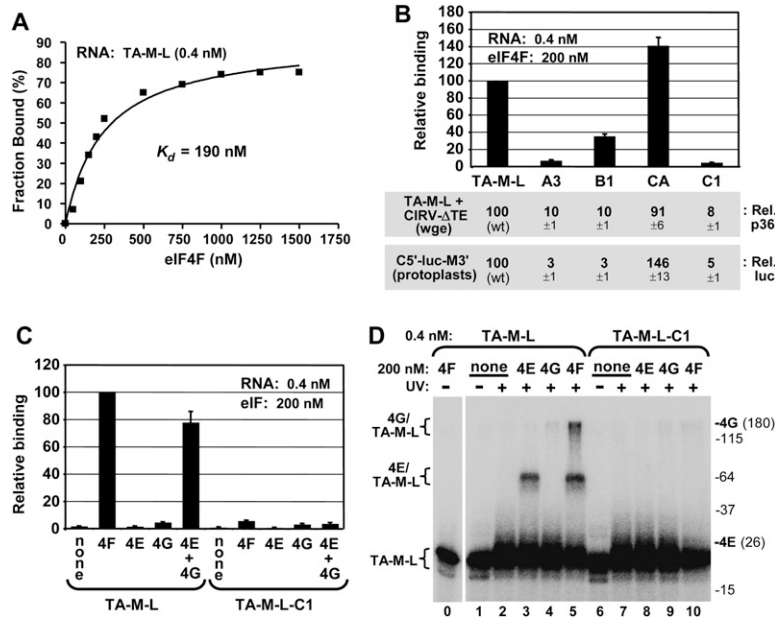 A
RNA: TA-M-L (0.4 nM)
Fraction Bound (%)
90
80
70
60
50
40
30
20
10
0
Kd = 190 nM
0 250 500 750 1000 1250 1500 1750
eIF4F (nM)
B
Relative binding
180
160
140
120
100
80
60
40
20
0
RNA: 0.4 nM
eIF4F: 200 nM
TA-M-L A3 B1 CA C1
TA-M-L + CIRV-ΔTE (wge)
100 10 10 91 8
(wt) ±1 ±1 ±6 ±1
: Rel. p36
C5'-luc-M3' (protoplasts)
100 3 3 146 5
(wt) ±1 ±1 ±13 ±1
: Rel. luc
C
Relative binding
120
100
80
60
40
20
0
RNA: 0.4 nM
eIF: 200 nM
none 4F 4E 4G 4E + 4G none 4F 4E 4G 4E + 4G
TA-M-L TA-M-L-C1
D
0.4 nM: TA-M-L TA-M-L-C1
200 nM: 4F none 4E 4G 4F none 4E 4G 4F
UV: - - + + + + - + + + +
4G/ TA-M-L
4E/ TA-M-L
TA-M-L
-4G (180)
-115
-64
-37
-4E (26)
-15
0 1 2 3 4 5 6 7 8 9 10